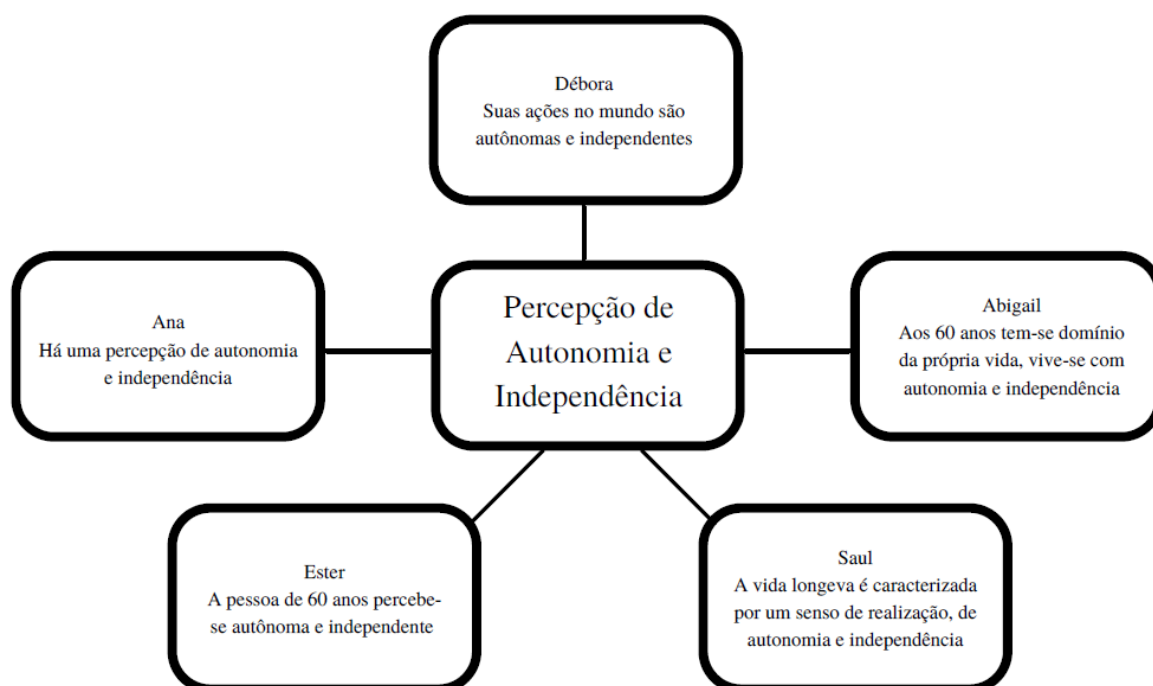 Débora
Suas ações no mundo são
autônomas e independentes
Ana
Há uma percepção de autonomia
e independência
Percepção de
Autonomia e
Independência
Abigail
Aos 60 anos tem-se domínio
da própria vida, vive-se com
autonomia e independência
Ester
A pessoa de 60 anos percebe-
se autônoma e independente
Saul
A vida longeva é caracterizada
por um senso de realização, de
autonomia e independência